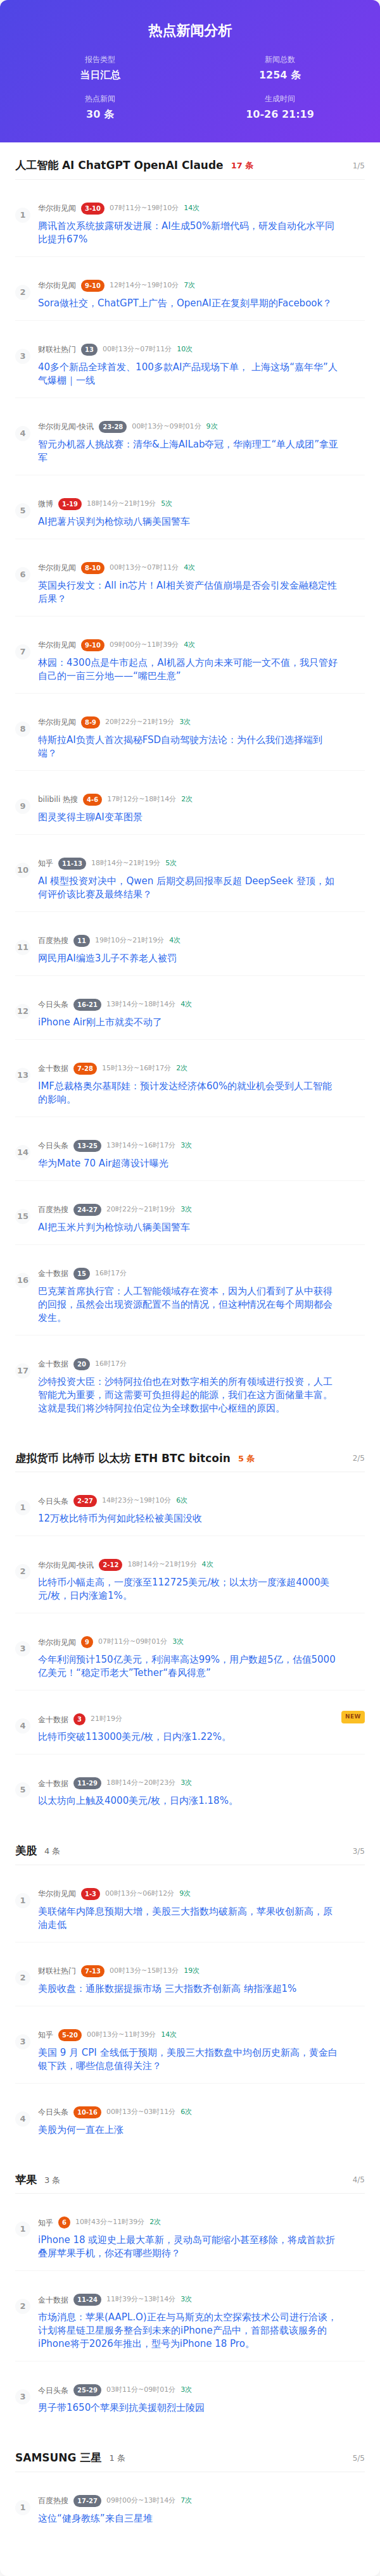 热点新闻分析
报告类型
当日汇总
新闻总数
1254 条
热点新闻
30 条
生成时间
10-26 21:19
人工智能 AI ChatGPT OpenAI Claude 17 条 1/5
1
华尔街见闻 3-10 07时11分~19时10分 14次
腾讯首次系统披露研发进展：AI生成50%新增代码，研发自动化水平同
比提升67%
2
华尔街见闻 9-10 12时14分~19时10分 7次
Sora做社交，ChatGPT上广告，OpenAI正在复刻早期的Facebook？
3
财联社热门 13 00时13分~07时11分 10次
40多个新品全球首发、100多款AI产品现场下单， 上海这场“嘉年华”人
气爆棚｜一线
4
华尔街见闻-快讯 23-28 00时13分~09时01分 9次
智元办机器人挑战赛：清华&上海AILab夺冠，华南理工“单人成团”拿亚
军
5
微博 1-19 18时14分~21时19分 5次
AI把薯片误判为枪惊动八辆美国警车
6
华尔街见闻 8-10 00时13分~07时11分 4次
英国央行发文：All in芯片！AI相关资产估值崩塌是否会引发金融稳定性
后果？
7
华尔街见闻 9-10 09时00分~11时39分 4次
林园：4300点是牛市起点，AI机器人方向未来可能一文不值，我只管好
自己的一亩三分地——“嘴巴生意”
8
华尔街见闻 8-9 20时22分~21时19分 3次
特斯拉AI负责人首次揭秘FSD自动驾驶方法论：为什么我们选择端到
端？
9
bilibili 热搜 4-6 17时12分~18时14分 2次
图灵奖得主聊AI变革图景
10
知乎 11-13 18时14分~21时19分 5次
AI 模型投资对决中，Qwen 后期交易回报率反超 DeepSeek 登顶，如
何评价该比赛及最终结果？
11
百度热搜 11 19时10分~21时19分 4次
网民用AI编造3儿子不养老人被罚
12
今日头条 16-21 13时14分~18时14分 4次
iPhone Air刚上市就卖不动了
13
金十数据 7-28 15时13分~16时17分 2次
IMF总裁格奥尔基耶娃：预计发达经济体60%的就业机会受到人工智能
的影响。
14
今日头条 13-25 13时14分~16时17分 3次
华为Mate 70 Air超薄设计曝光
15
百度热搜 24-27 20时22分~21时19分 3次
AI把玉米片判为枪惊动八辆美国警车
16
金十数据 15 16时17分
巴克莱首席执行官：人工智能领域存在资本，因为人们看到了从中获得
的回报，虽然会出现资源配置不当的情况，但这种情况在每个周期都会
发生。
17
金十数据 20 16时17分
沙特投资大臣：沙特阿拉伯也在对数字相关的所有领域进行投资，人工
智能尤为重要，而这需要可负担得起的能源，我们在这方面储量丰富。
这就是我们将沙特阿拉伯定位为全球数据中心枢纽的原因。
虚拟货币 比特币 以太坊 ETH BTC bitcoin 5 条 2/5
1
今日头条 2-27 14时23分~19时10分 6次
12万枚比特币为何如此轻松被美国没收
2
华尔街见闻-快讯 2-12 18时14分~21时19分 4次
比特币小幅走高，一度涨至112725美元/枚；以太坊一度涨超4000美
元/枚，日内涨逾1%。
3
华尔街见闻 9 07时11分~09时01分 3次
今年利润预计150亿美元，利润率高达99%，用户数超5亿，估值5000
亿美元！“稳定币老大”Tether“春风得意”
4
金十数据 3 21时19分
NEW
比特币突破113000美元/枚，日内涨1.22%。
5
金十数据 11-29 18时14分~20时23分 3次
以太坊向上触及4000美元/枚，日内涨1.18%。
美股 4 条 3/5
1
华尔街见闻 1-3 00时13分~06时12分 9次
美联储年内降息预期大增，美股三大指数均破新高，苹果收创新高，原
油走低
2
财联社热门 7-13 00时13分~15时13分 19次
美股收盘：通胀数据提振市场 三大指数齐创新高 纳指涨超1%
3
知乎 5-20 00时13分~11时39分 14次
美国 9 月 CPI 全线低于预期，美股三大指数盘中均创历史新高，黄金白
银下跌，哪些信息值得关注？
4
今日头条 10-16 00时13分~03时11分 6次
美股为何一直在上涨
苹果 3 条 4/5
1
知乎 6 10时43分~11时39分 2次
iPhone 18 或迎史上最大革新，灵动岛可能缩小甚至移除，将成首款折
叠屏苹果手机，你还有哪些期待？
2
金十数据 11-24 11时39分~13时14分 3次
市场消息：苹果(AAPL.O)正在与马斯克的太空探索技术公司进行洽谈，
计划将星链卫星服务整合到未来的iPhone产品中，首部搭载该服务的
iPhone将于2026年推出，型号为iPhone 18 Pro。
3
今日头条 25-29 03时11分~09时01分 3次
男子带1650个苹果到抗美援朝烈士陵园
SAMSUNG 三星 1 条 5/5
1
百度热搜 17-27 09时00分~13时14分 7次
这位“健身教练”来自三星堆